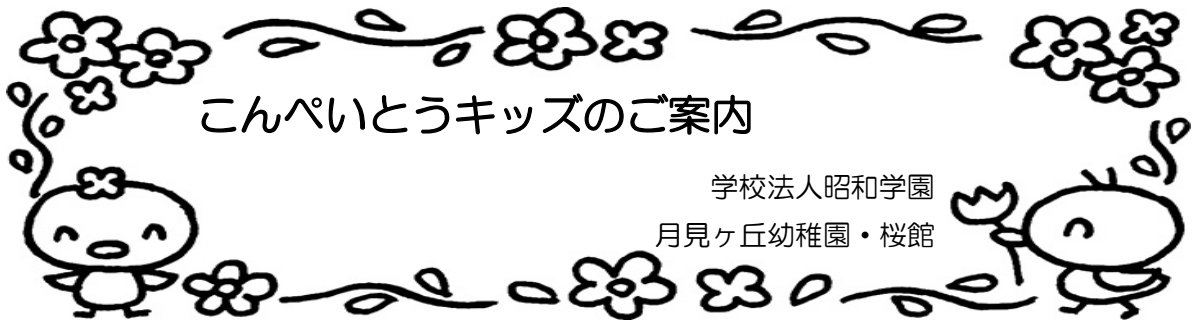 こんぺいとうキッズのご案内
学校法人昭和学園
月見ヶ丘幼稚園・桜館